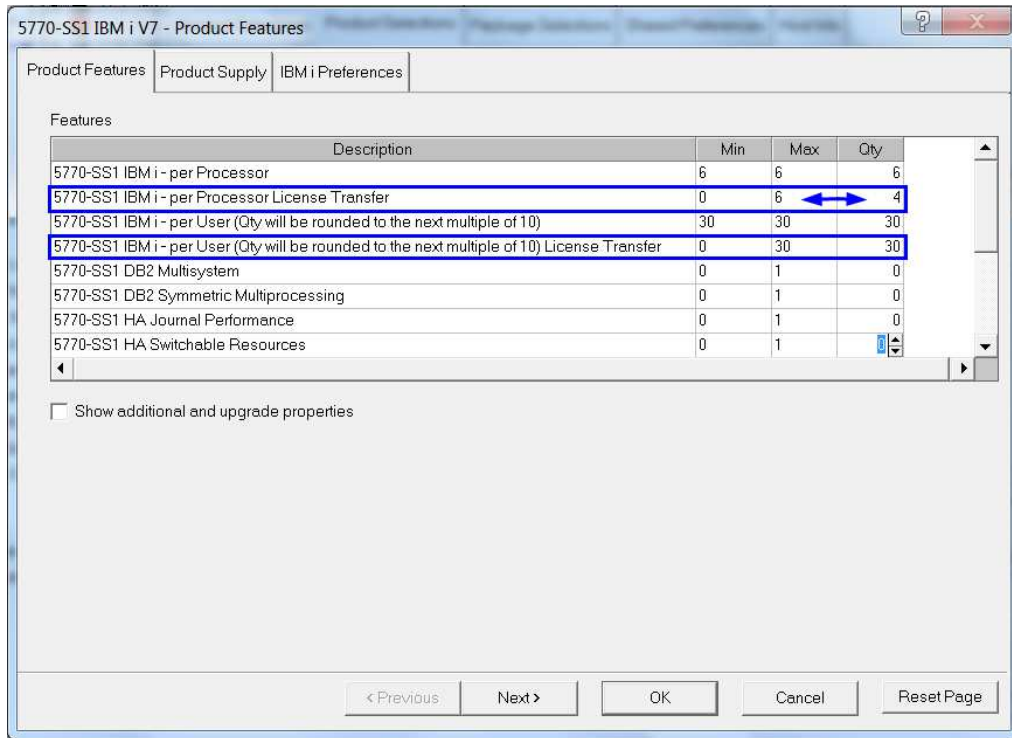 5770-SS1 IBM i V7 - Product Features
Product Features Product Supply IBM i Preferences
Features
Description Min Max Qty
5770-SS1 IBM i - per Processor 6 6 6
5770-SS1 IBM i - per Processor License Transfer 0 6 4
5770-SS1 IBM i - per User (Qty will be rounded to the next multiple of 10) 30 30 30
5770-SS1 IBM i - per User (Qty will be rounded to the next multiple of 10) License Transfer 0 30 30
5770-SS1 DB2 Multisystem 0 1 0
5770-SS1 DB2 Symmetric Multiprocessing 0 1 0
5770-SS1 HA Journal Performance 0 1 0
5770-SS1 HA Switchable Resources 0 1 0
Show additional and upgrade properties
< Previous Next > OK Cancel Reset Page